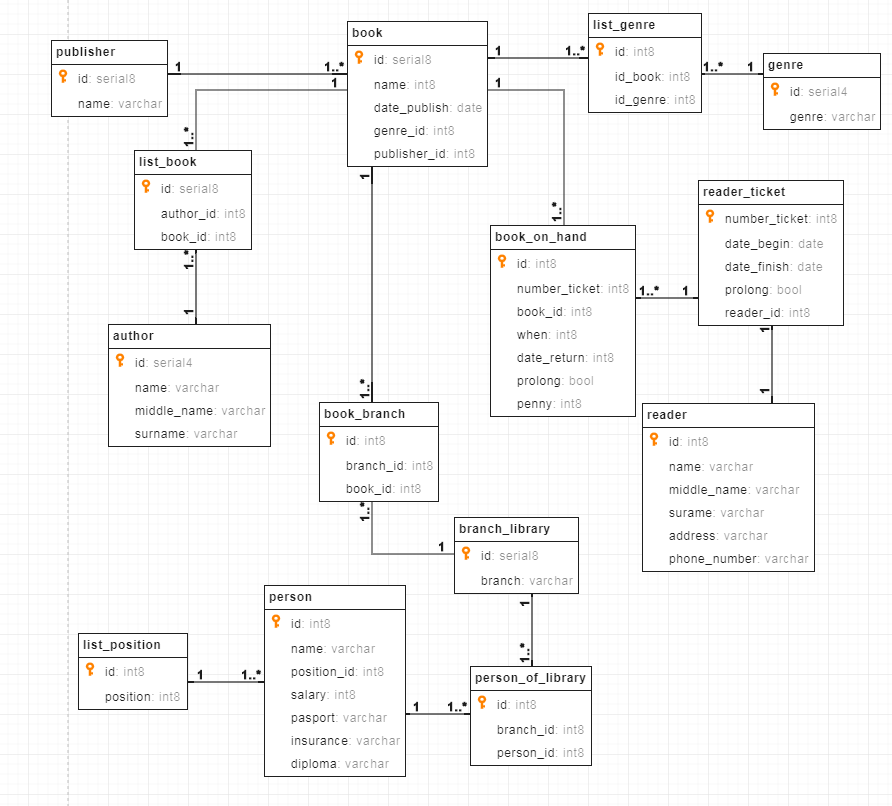 publisher
id: serial8
name: varchar
1
1..*
book
id: serial8
name: int8
date_publish: date
genre_id: int8
publisher_id: int8
1
1..*
list_genre
id: int8
id_book: int8
id_genre: int8
1..*
1
genre
id: serial4
genre: varchar
1
1..*
list_book
id: serial8
author_id: int8
book_id: int8
1..*
1
author
id: serial4
name: varchar
middle_name: varchar
surname: varchar
1
1..*
book_on_hand
id: int8
number_ticket: int8
book_id: int8
when: int8
date_return: int8
prolong: bool
penny: int8
1..*
1
reader_ticket
number_ticket: int8
date_begin: date
date_finish: date
prolong: bool
reader_id: int8
1
1
reader
id: int8
name: varchar
middle_name: varchar
surame: varchar
address: varchar
phone_number: varchar
1
1..*
book_branch
id: int8
branch_id: int8
book_id: int8
1..*
1
branch_library
id: serial8
branch: varchar
1
1..*
person_of_library
id: int8
branch_id: int8
person_id: int8
person
id: int8
name: varchar
position_id: int8
salary: int8
pasport: varchar
insurance: varchar
diploma: varchar
1
1..*
list_position
id: int8
position: int8
1
1..*